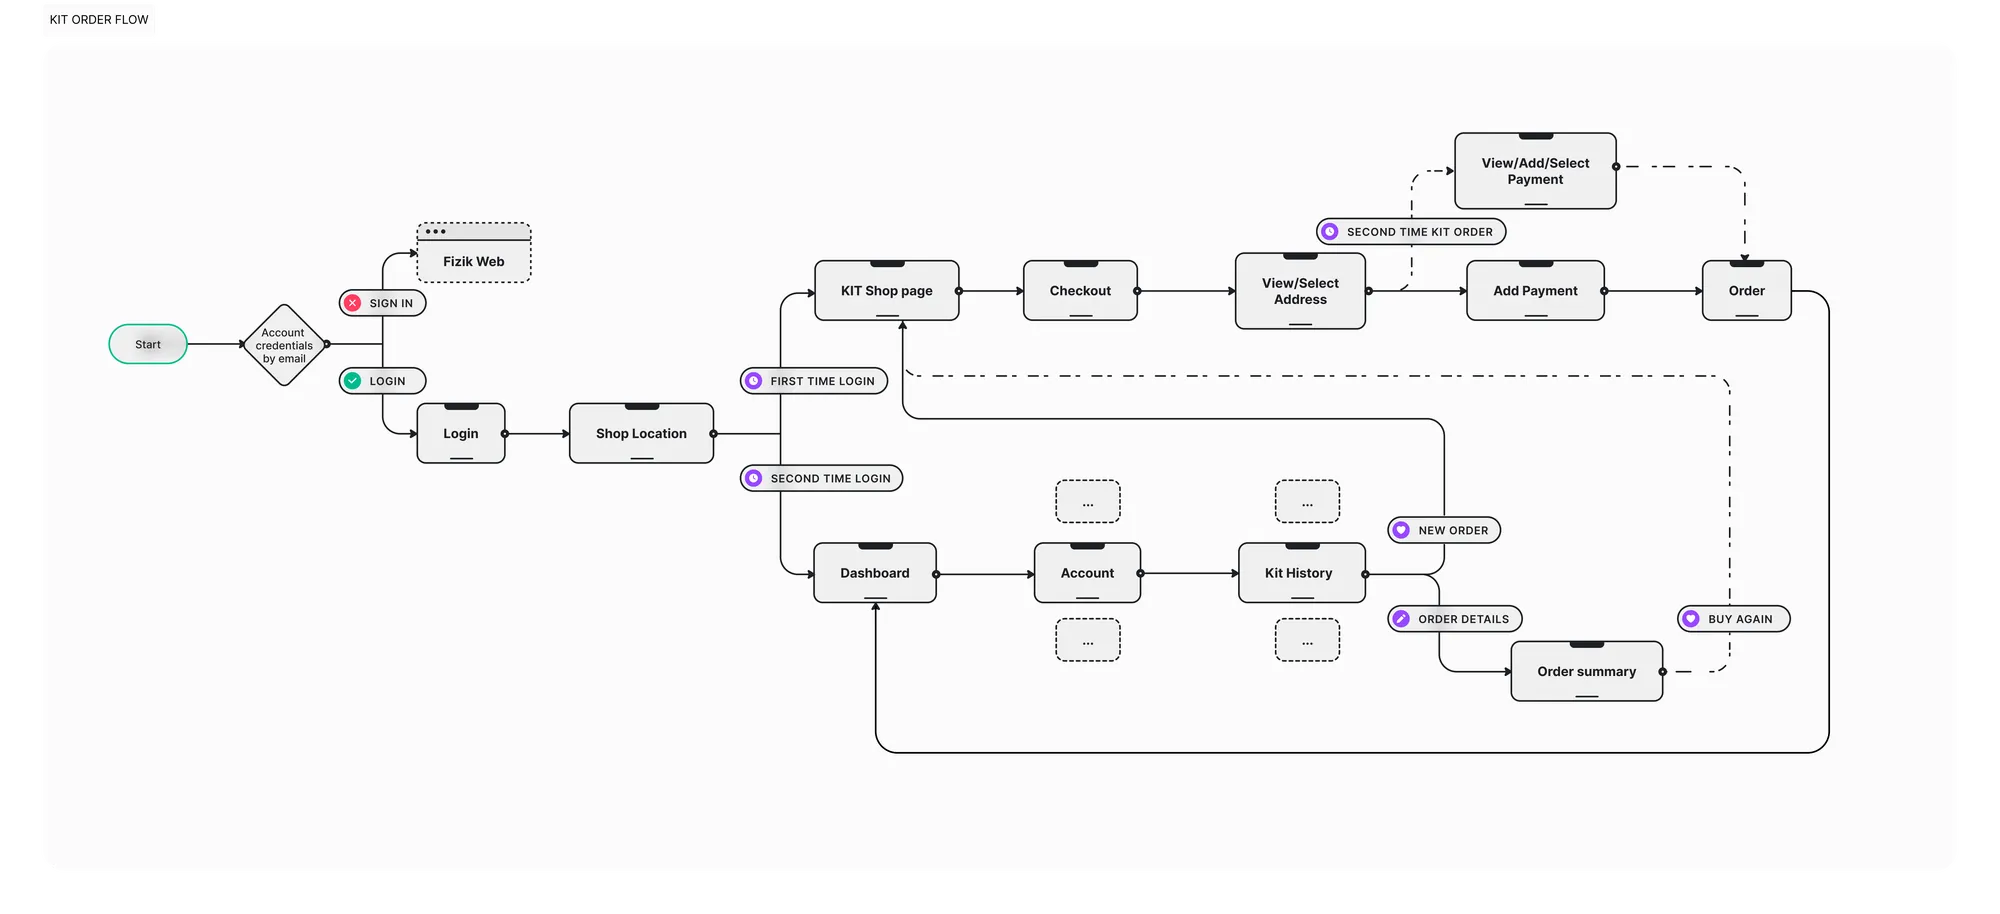 KIT ORDER FLOW
View/Add/Select
Payment
SECOND TIME KIT ORDER
Fizik Web
SIGN IN
KIT Shop page
Checkout
View/Select
Address
Add Payment
Order
Start
Account
credentials
by email
LOGIN
FIRST TIME LOGIN
Login
Shop Location
SECOND TIME LOGIN
...
...
NEW ORDER
Dashboard
Account
Kit History
ORDER DETAILS
BUY AGAIN
...
...
Order summary